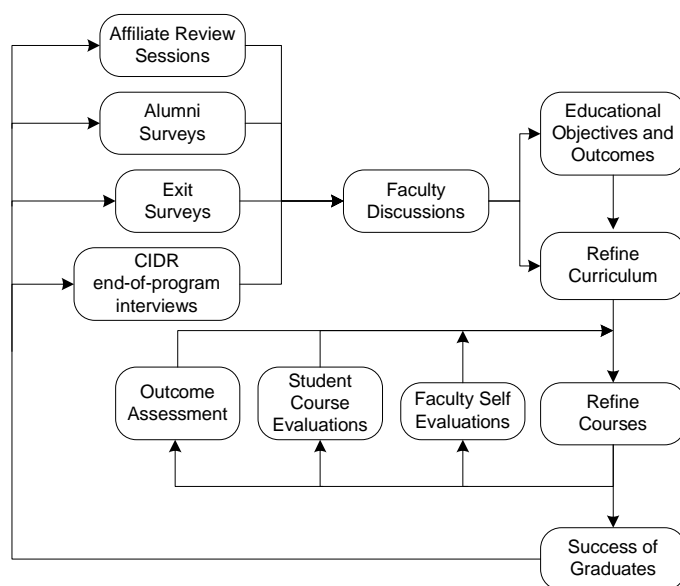 Affiliate Review
Sessions
Alumni
Surveys
Exit
Surveys
CIDR
end-of-program
interviews
Faculty
Discussions
Educational
Objectives and
Outcomes
Refine
Curriculum
Outcome
Assessment
Student
Course
Evaluations
Faculty Self
Evaluations
Refine
Courses
Success of
Graduates